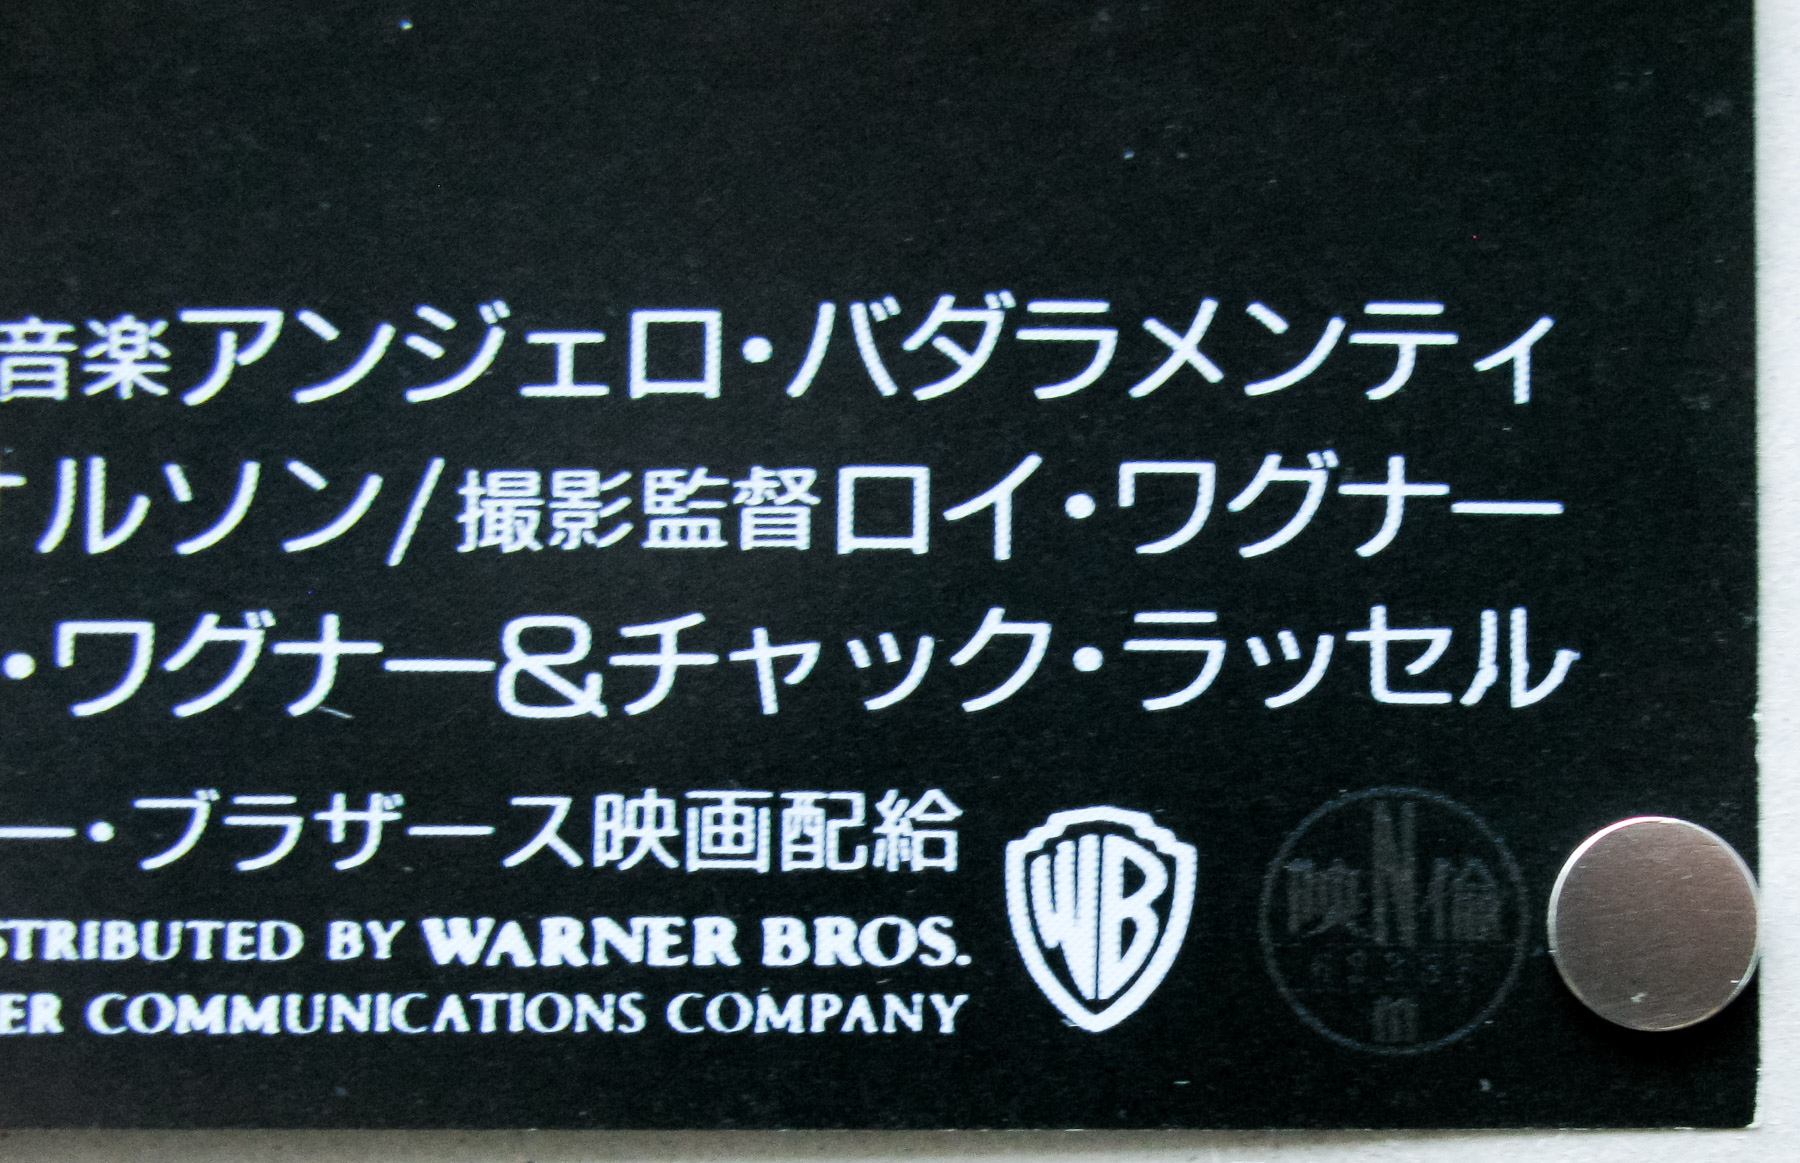 音楽アンジェロ・バダラメンティ
ルソン/撮影監督ロイ・ワグナー
・ワグナー&チャック・ラッセル
ー・ブラザース映画配給
STRIBUTED BY WARNER BROS.
ER COMMUNICATIONS COMPANY
WB
映N倫